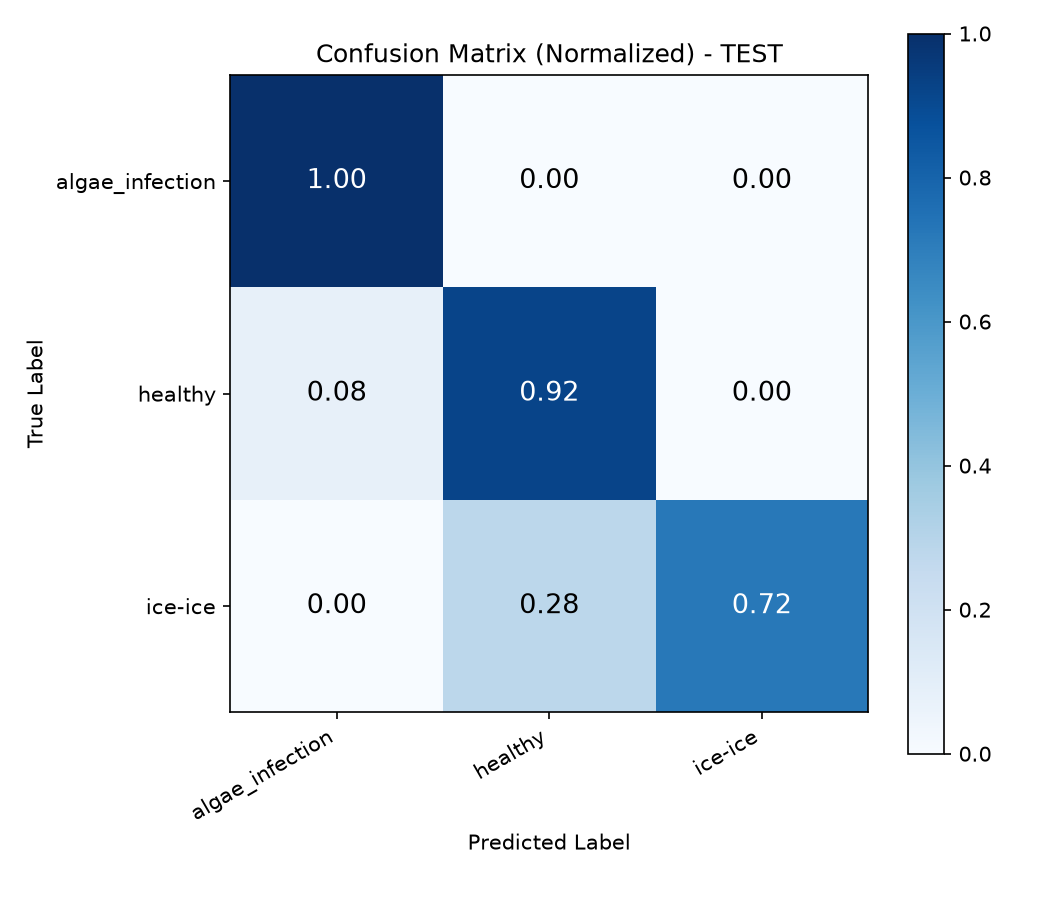 Confusion Matrix (Normalized) - TEST
True Label
algae_infection 1.00 0.00 0.00
healthy 0.08 0.92 0.00
ice-ice 0.00 0.28 0.72
algae_infection healthy ice-ice
Predicted Label
1.0
0.8
0.6
0.4
0.2
0.0